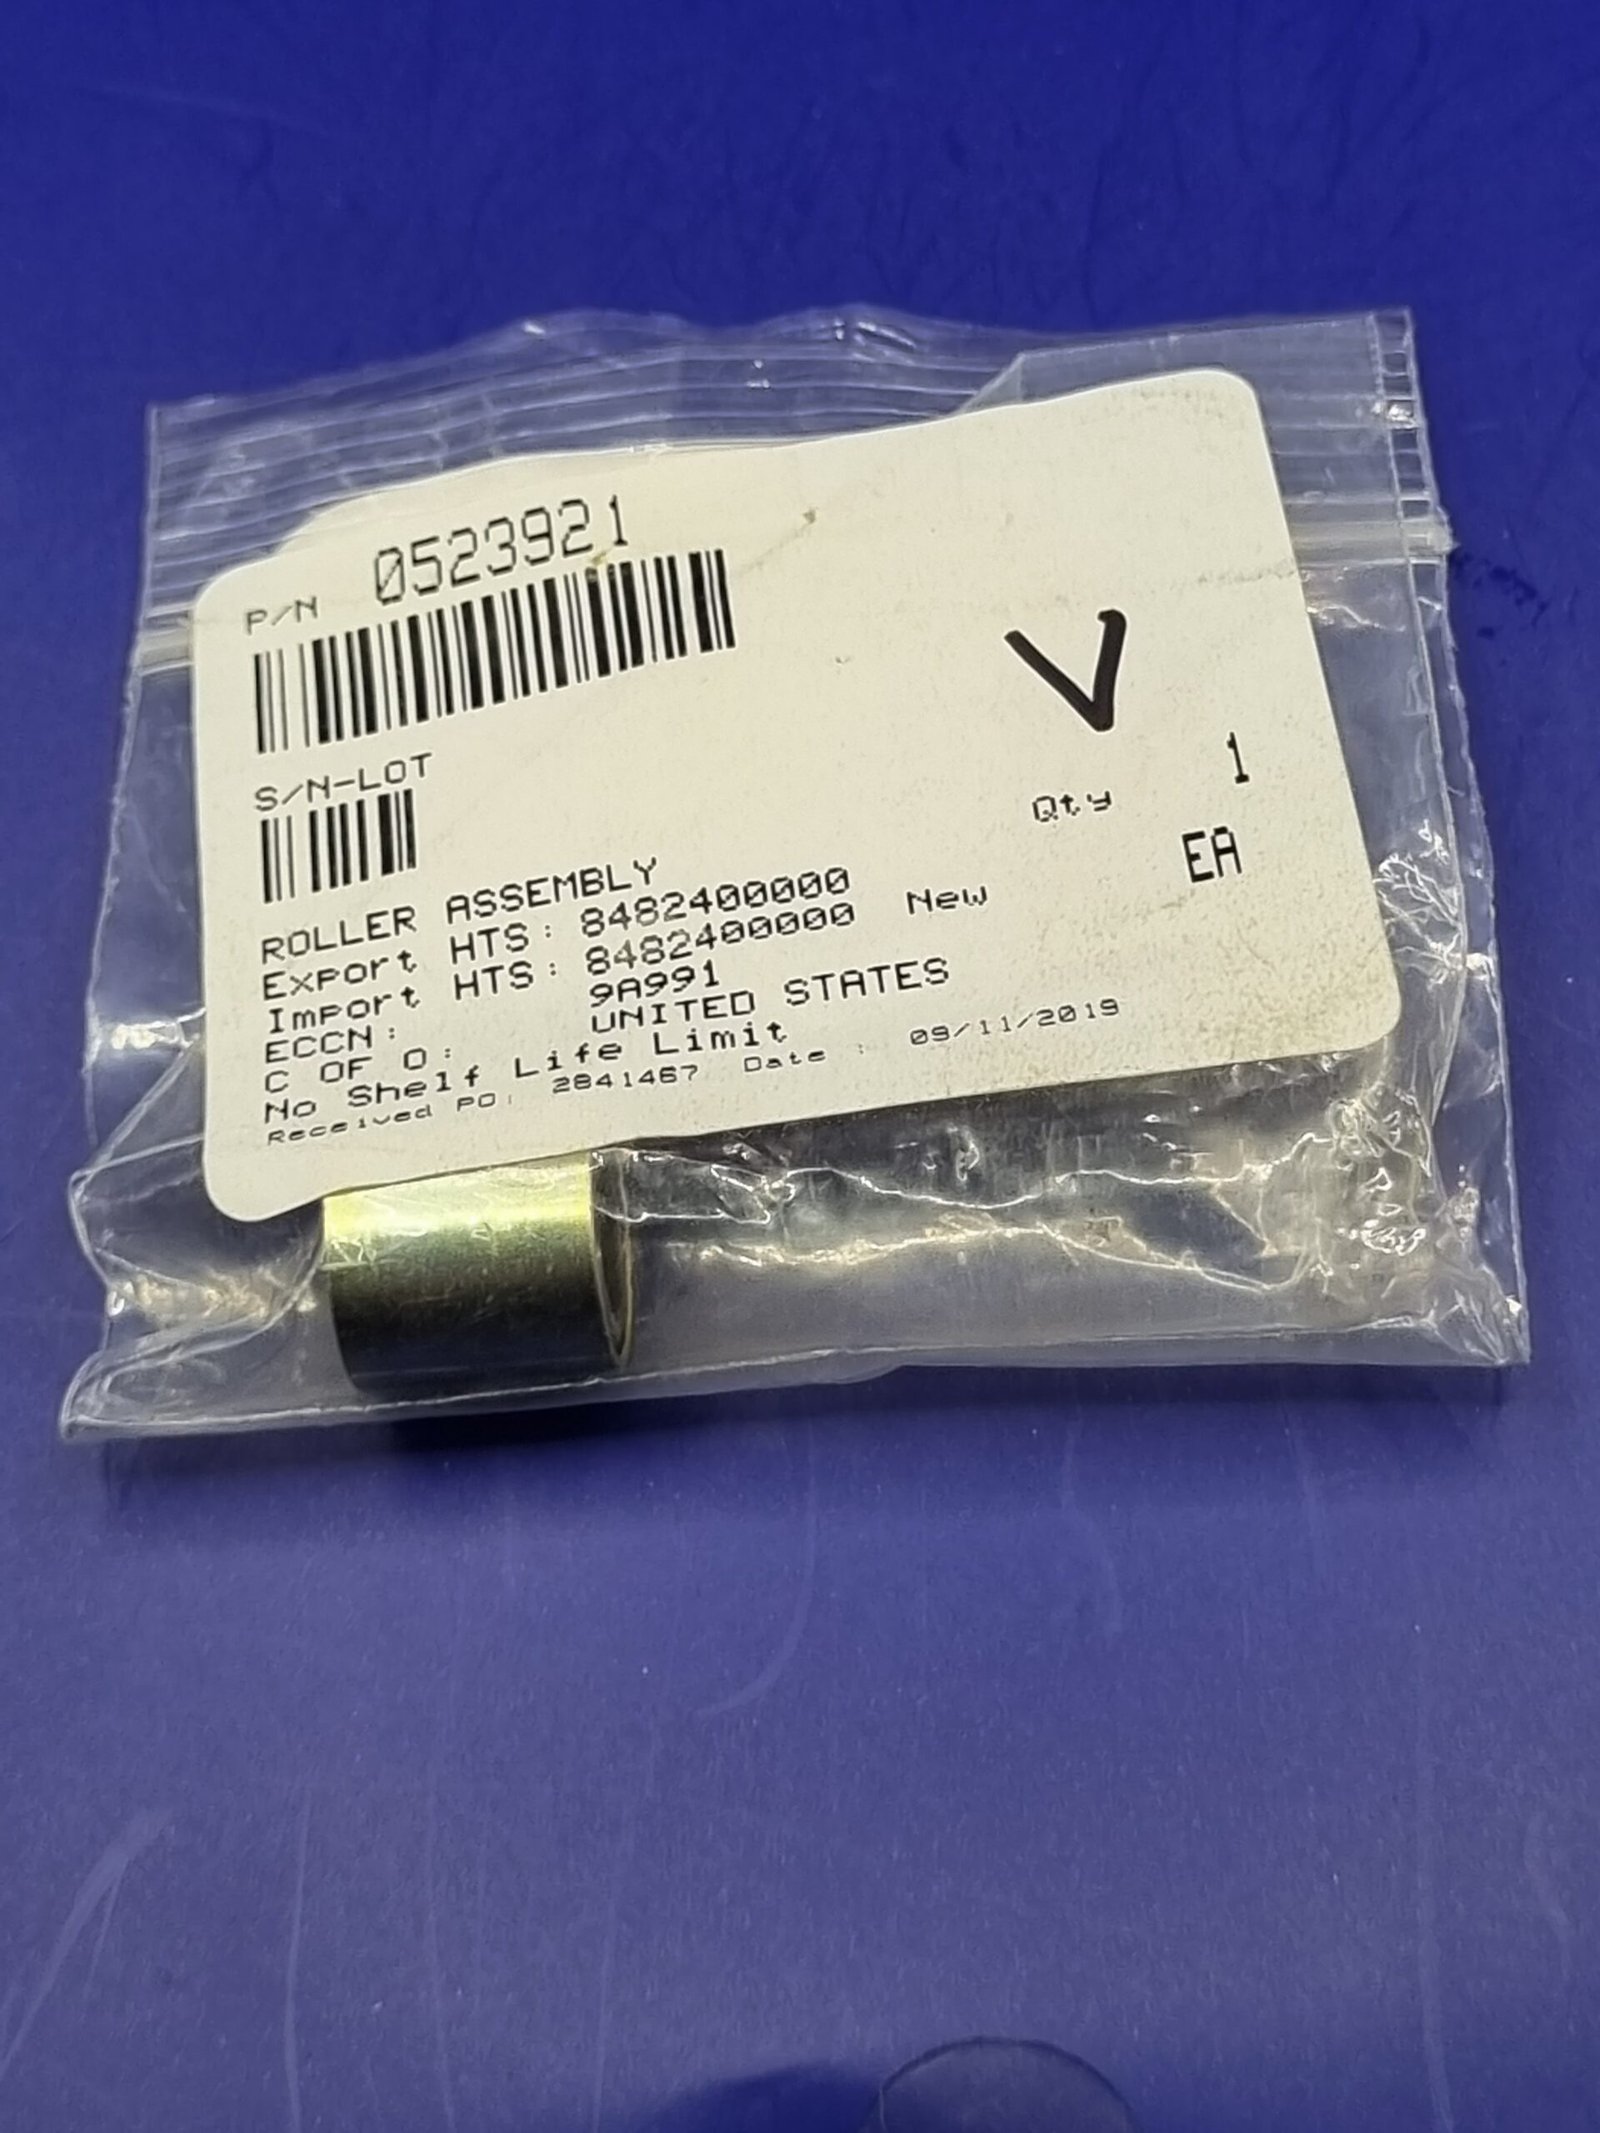 P/N 0523921
V
S/N-LOT
Qty 1
ROLLER ASSEMBLY EA
Export HTS: 8482400000
Import HTS: 8482400000 New
ECCN: 9A991
C OF O: UNITED STATES
No Shelf Life Limit
Received PO: 2841467 Date : 09/11/2019